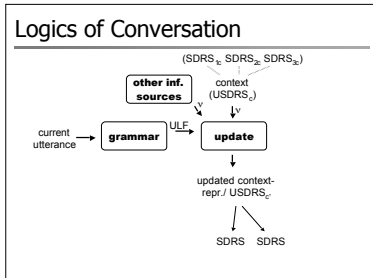 Logics of Conversation
(SDRS1c SDRS2c SDRS3c)
other inf.
sources
context
(USDRSc)
ν
ν
current
utterance
grammar
ULF
update
updated context-
repr./ USDRSc'
SDRS SDRS